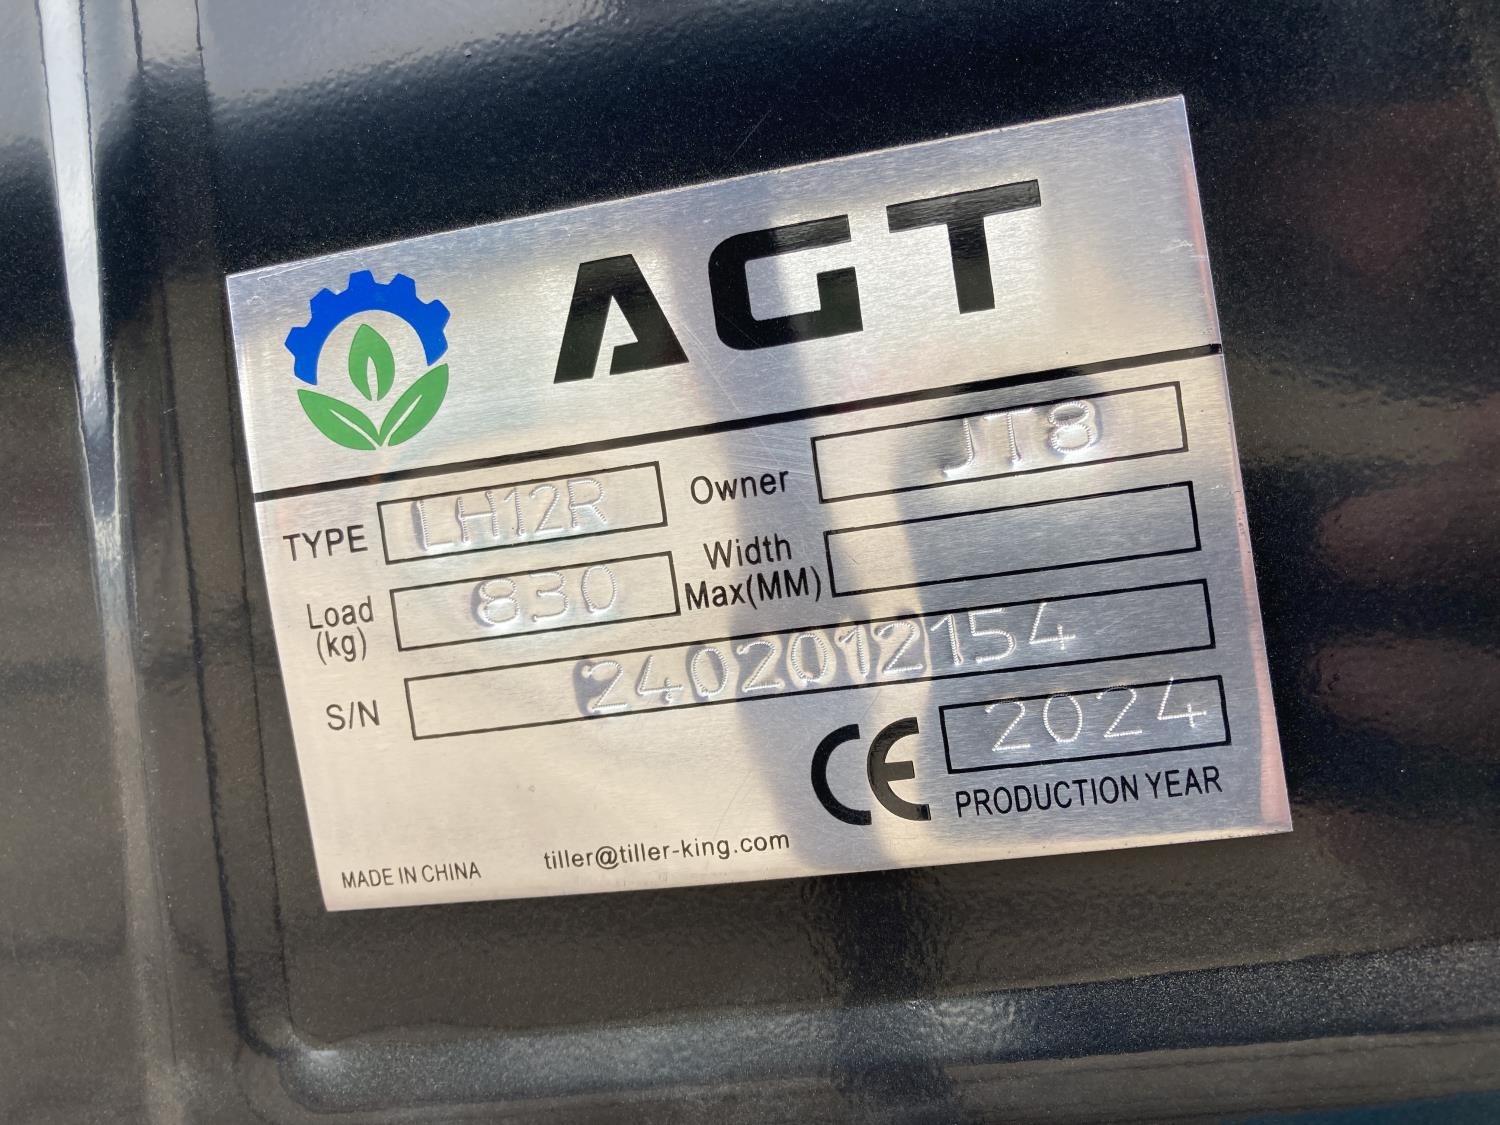 AGT
TYPE LH12R Owner JT8
Load (kg) 830 Width Max(MM)
S/N 2402012154
CE 2024
PRODUCTION YEAR
MADE IN CHINA tiller@tiller-king.com